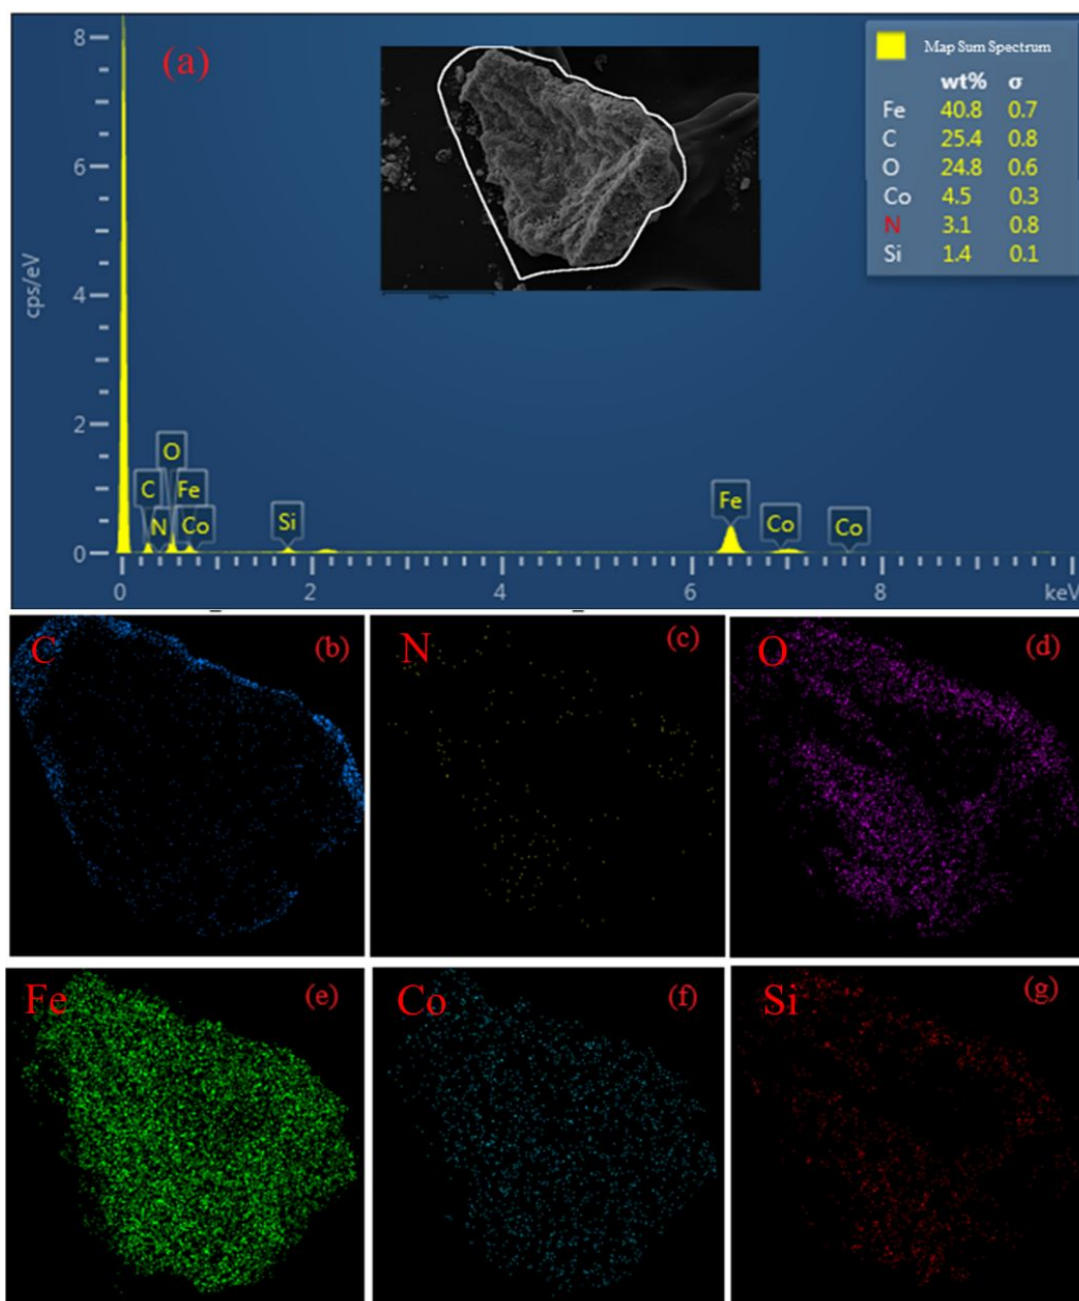 (a)
Map Sum Spectrum
wt% σ
Fe 40.8 0.7
C 25.4 0.8
O 24.8 0.6
Co 4.5 0.3
N 3.1 0.8
Si 1.4 0.1
8
6
4
2
0
cps/eV
O
C Fe
N Co
Si
Fe
Co
Co
0 2 4 6 8 keV
C (b)
N (c)
O (d)
Fe (e)
Co (f)
Si (g)